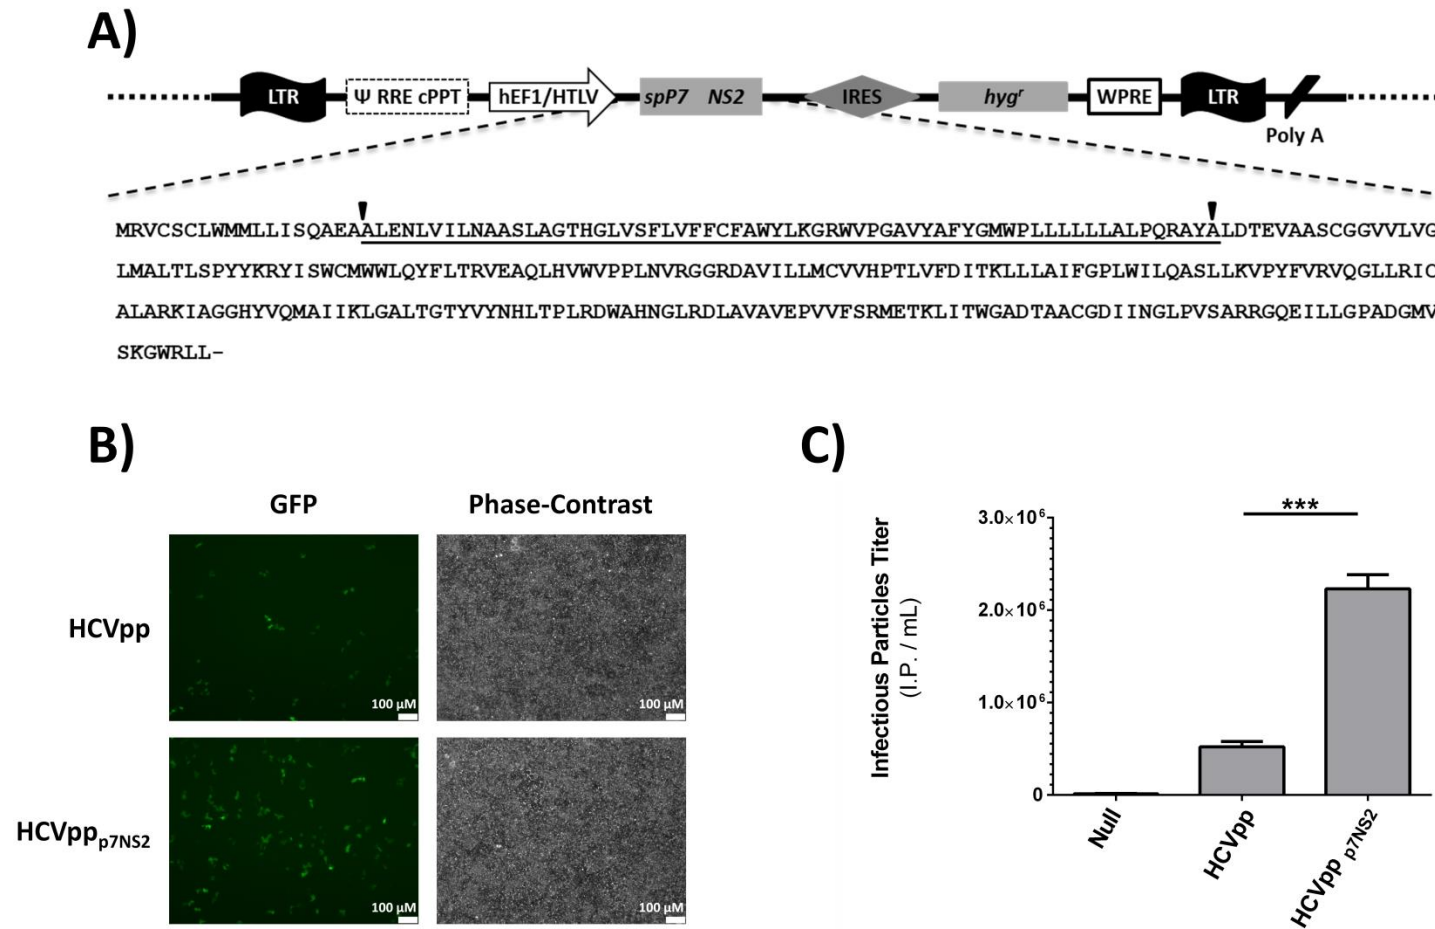 A)
LTR Ψ RRE cPPT hEF1/HTLV spP7 NS2 IRES hygʳ WPRE LTR
Poly A
MRVCSCLWMMLLISQAEAALENLVILNAASLAGTHGLVSFLVFFCFAWYLKGRWVPGAVYAFYGMWPLLLLLLALPQRAYALDTEVAASCGGVVLVG
LMALTLSPYYKRYISWCMWWLQYFLTRVEAQLHVWVPPLNVRGGRDAVILLMCVVHPTLVFDITKLLLAIFGPLWILQASLLKVPYFVRVQGLLRIC
ALARKIAGGHYVQMAIIKLGALTGTYVYNHLTPLRDWAHNGLRDLAVAVEPVVFSRMETKLITWGADTAACGDIINGLPVSARRGQEILLGPADGMV
SKGWRLL-
B)
GFP Phase-Contrast
HCVpp
100 µM 100 µM
HCVppp7NS2
100 µM 100 µM
C)
***
Infectious Particles Titer
(I.P. / mL)
3.0×10⁶
2.0×10⁶
1.0×10⁶
0
Null
HCVpp
HCVpp p7NS2